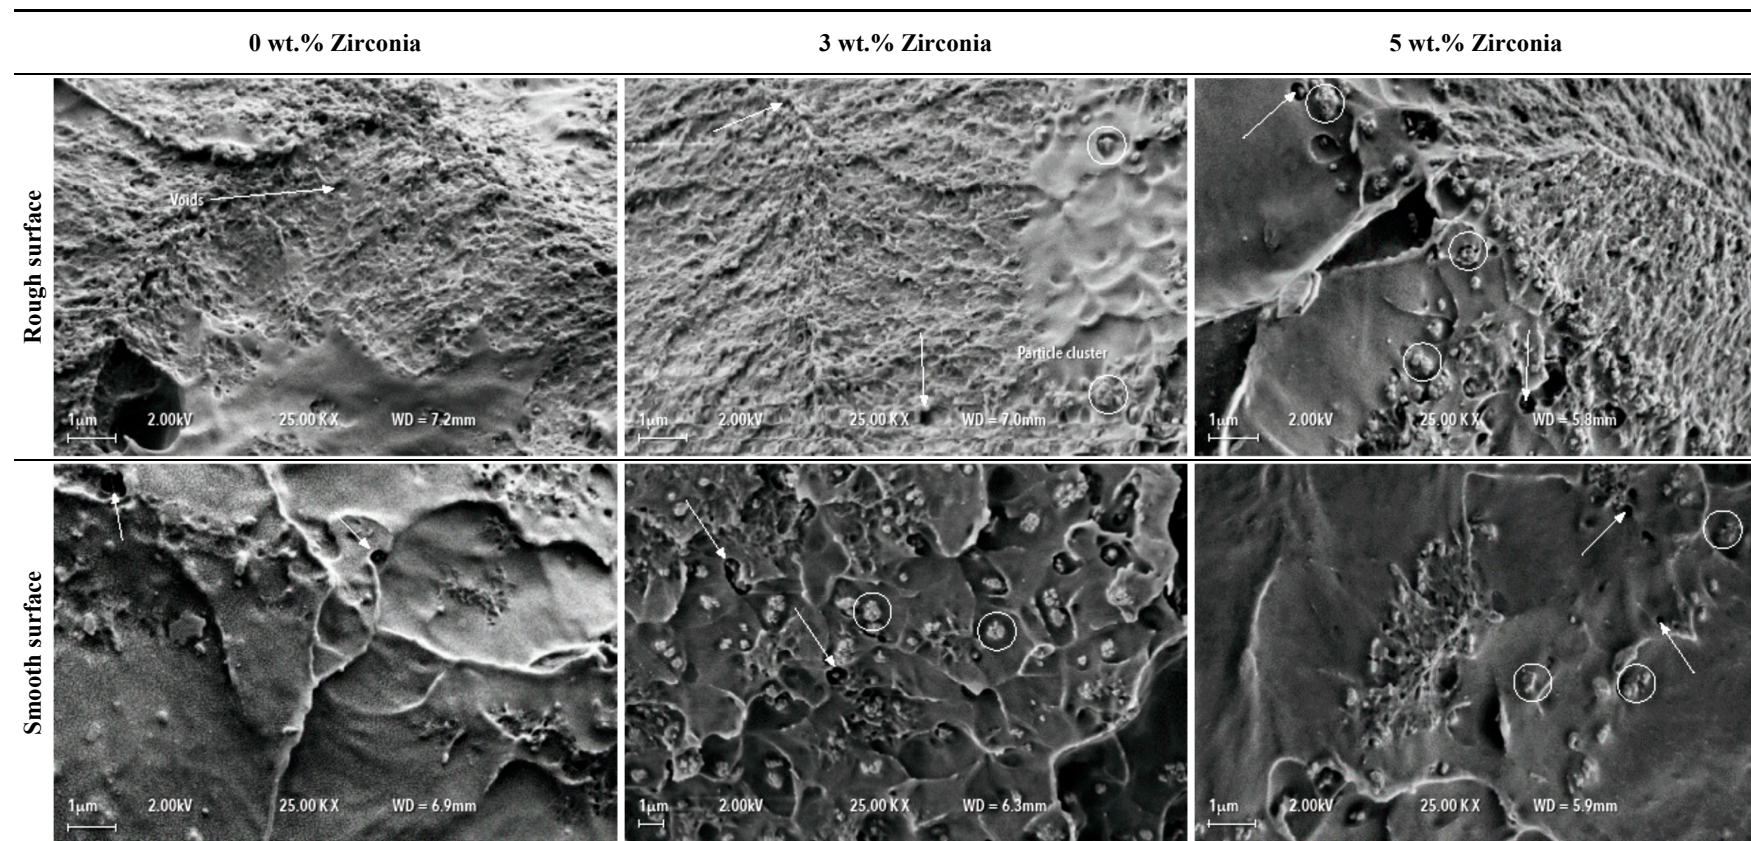 0 wt.% Zirconia 3 wt.% Zirconia 5 wt.% Zirconia
Rough surface
Voids
1µm 2.00kV 25.00 K X WD = 7.2mm
Particle cluster
1µm 2.00kV 25.00 K X WD = 7.0mm
1µm 2.00kV 25.00 K X WD = 5.8mm
Smooth surface
1µm 2.00kV 25.00 K X WD = 6.9mm
1µm 2.00kV 25.00 K X WD = 6.3mm
1µm 2.00kV 25.00 K X WD = 5.9mm